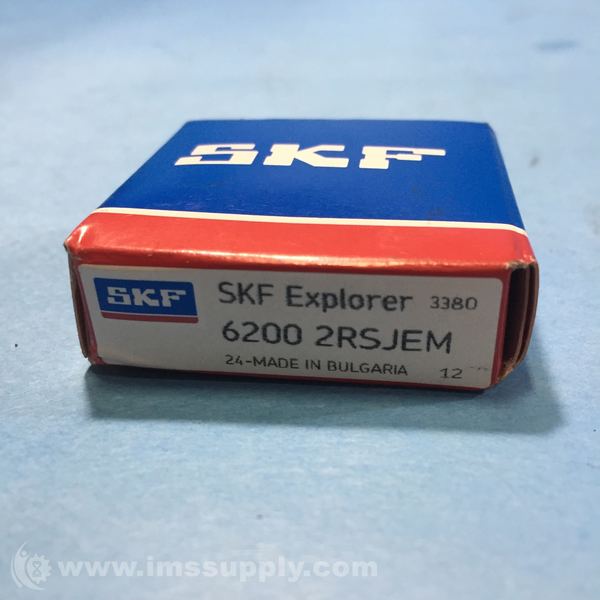 SKF
SKF
SKF Explorer 3380
6200 2RSJEM
24-MADE IN BULGARIA 12
www.imssupply.com